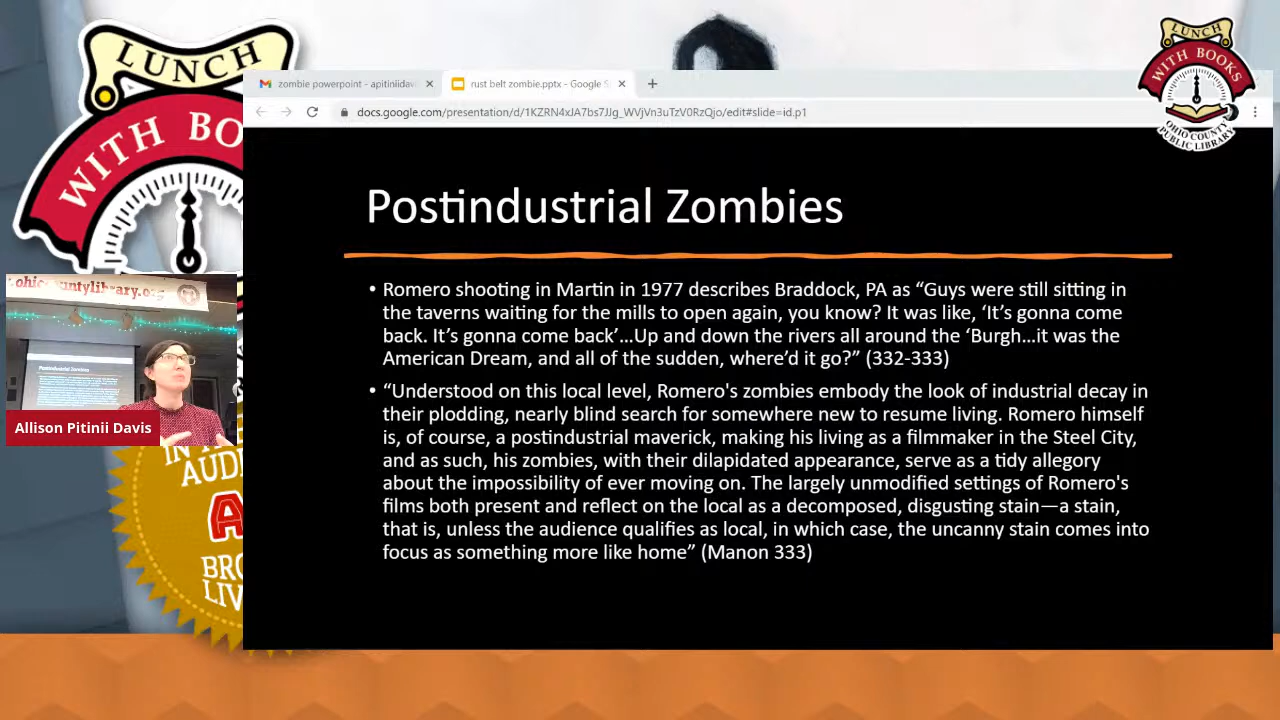 LUNCH
WITH BO
zombie powerpoint - apitiniidav
rust belt zombie.pptx - Google S
docs.google.com/presentation/d/1KZRN4xJA7bs7JJg_WVjVn3uTzV0RzQjo/edit#slide=id.p1
LUNCH
WITH BOOKS
OHIO COUNTY
PUBLIC LIBRARY
Postindustrial Zombies
• Romero shooting in Martin in 1977 describes Braddock, PA as “Guys were still sitting in
the taverns waiting for the mills to open again, you know? It was like, ‘It’s gonna come
back. It’s gonna come back’...Up and down the rivers all around the ‘Burgh...it was the
American Dream, and all of the sudden, where’d it go?” (332-333)
• “Understood on this local level, Romero's zombies embody the look of industrial decay in
their plodding, nearly blind search for somewhere new to resume living. Romero himself
is, of course, a postindustrial maverick, making his living as a filmmaker in the Steel City,
and as such, his zombies, with their dilapidated appearance, serve as a tidy allegory
about the impossibility of ever moving on. The largely unmodified settings of Romero's
films both present and reflect on the local as a decomposed, disgusting stain—a stain,
that is, unless the audience qualifies as local, in which case, the uncanny stain comes into
focus as something more like home” (Manon 333)
ohiocountylibrary.org
Postindustrial Zombies
Allison Pitinii Davis
IN T
AUD
A
BRO
LIV